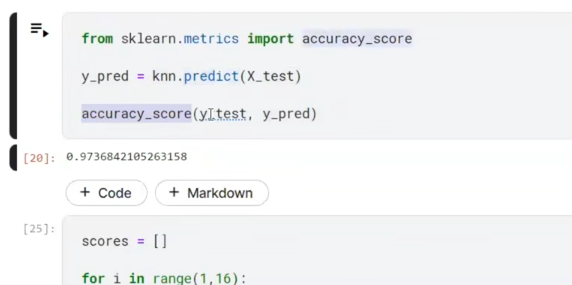 from sklearn.metrics import accuracy_score
y_pred = knn.predict(X_test)
accuracy_score(y_test, y_pred)
[20]: 0.9736842105263158
+ Code + Markdown
[25]:
scores = []
for i in range(1,16):